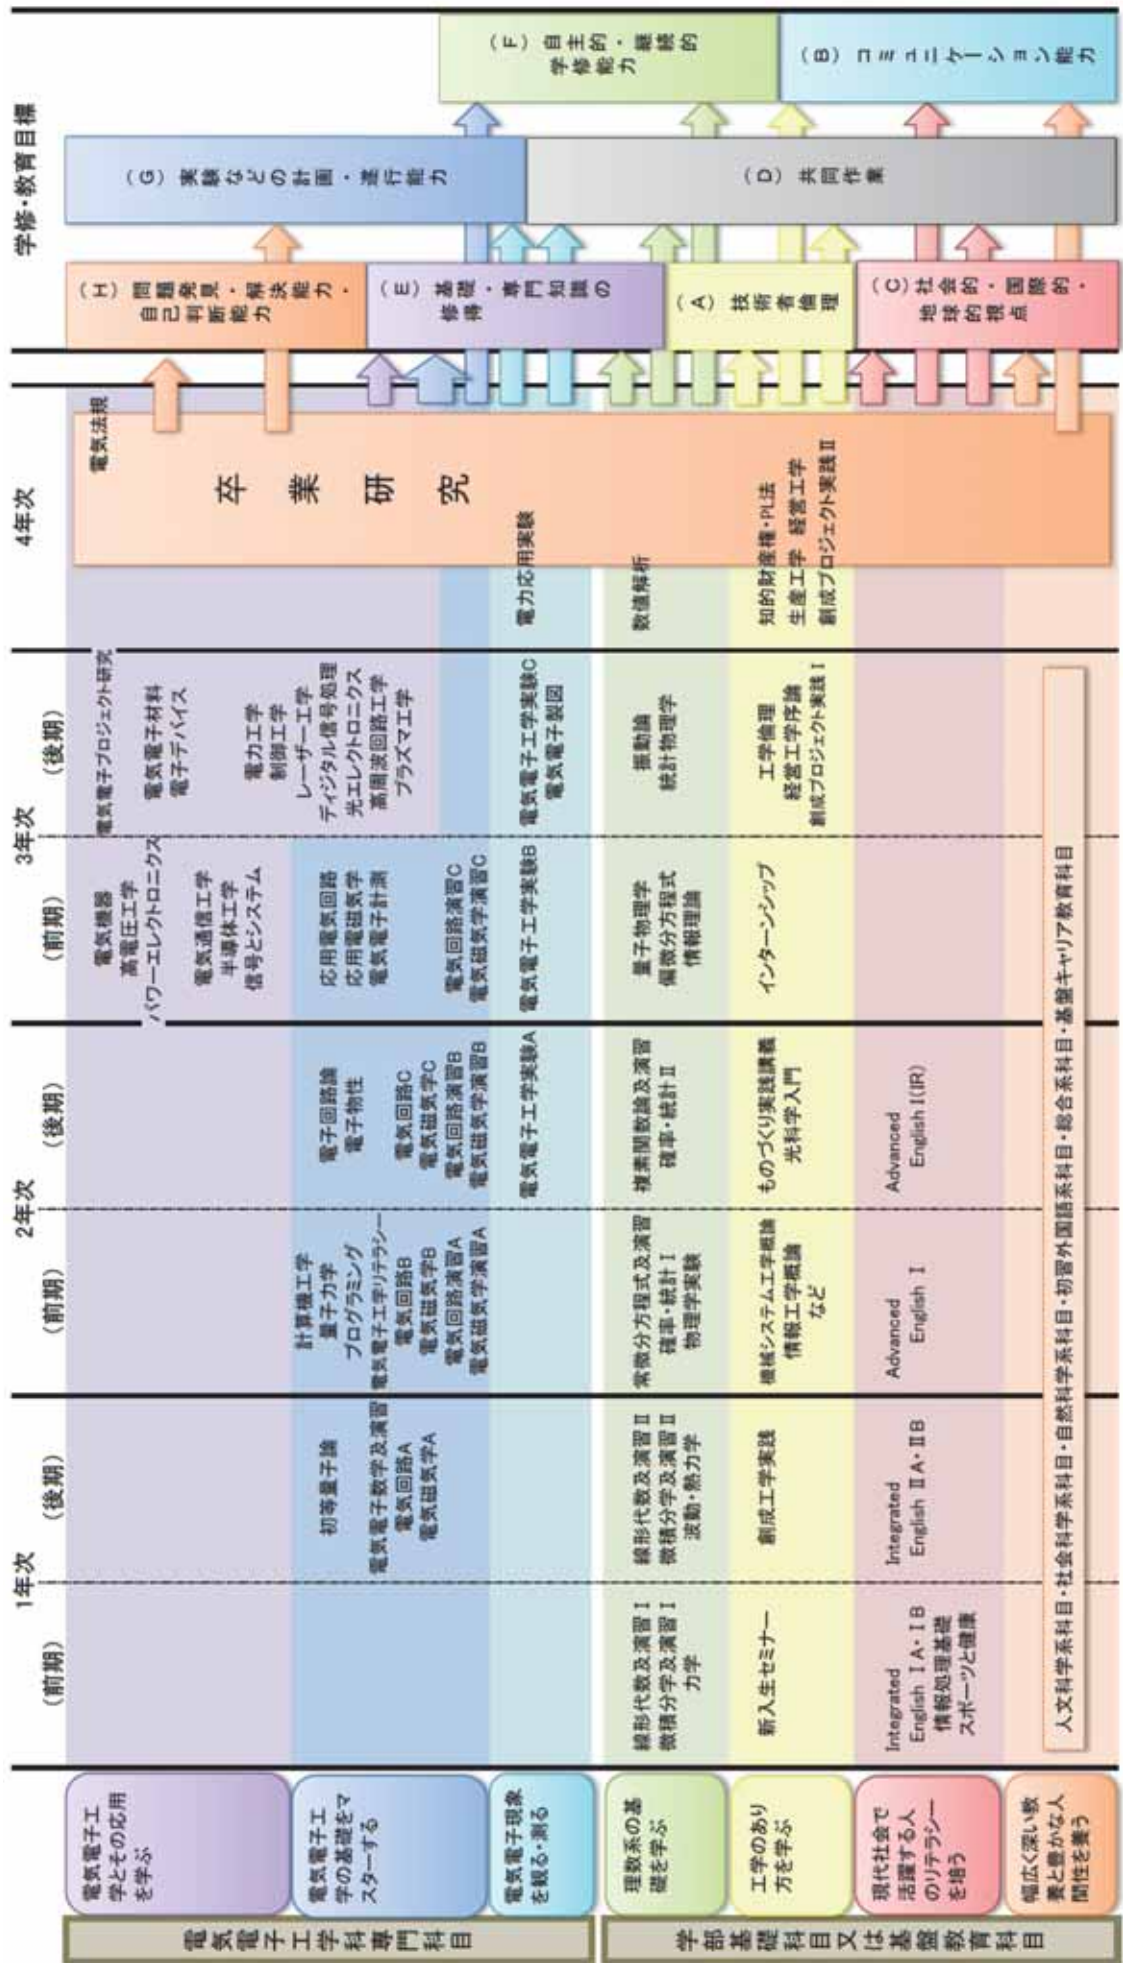 1年次
2年次
3年次
4年次
学修・教育目標
(前期)
(後期)
(前期)
(後期)
(前期)
(後期)
電気電子工学科専門科目
電気電子工
学とその応用
を学ぶ
電気機器
高電圧工学
パワーエレクトロニクス
電気通信工学
半導体工学
信号とシステム
電気電子プロジェクト研究
電気電子材料
電子デバイス
電力工学
制御工学
レーザー工学
ディジタル信号処理
光エレクトロニクス
高周波回路工学
プラズマ工学
電気法規
電気電子工
学の基礎をマ
スターする
初等量子論
電気電子数学及演習
電気回路A
電気磁気学A
計算機工学
量子力学
プログラミング
電気電子工学リテラシー
電気回路B
電気磁気学B
電気回路演習A
電気磁気学演習A
電子回路論
電子物性
電気回路C
電気磁気学C
電気回路演習B
電気磁気学演習B
応用電気回路
応用電磁気学
電気電子計測
電気回路演習C
電気磁気学演習C
電気電子現象
を観る・測る
電気電子工学実験A
電気電子工学実験B
電気電子工学実験C
電気電子製図
電力応用実験
卒業研究
学部基礎科目又は基盤教育科目
理数系の基
礎を学ぶ
線形代数及演習Ⅰ
微積分学及演習Ⅰ
力学
線形代数及演習Ⅱ
微積分学及演習Ⅱ
波動・熱力学
常微分方程式及演習
確率・統計Ⅰ
物理学実験
複素関数論及演習
確率・統計Ⅱ
量子物理学
偏微分方程式
情報理論
振動論
統計物理学
数値解析
工学のあり
方を学ぶ
新入生セミナー
創成工学実践
機械システム工学概論
情報工学概論
など
ものづくり実践講義
光科学入門
インターンシップ
工学倫理
経営工学序論
創成プロジェクト実践Ⅰ
知的財産権・PL法
生産工学 経営工学
創成プロジェクト実践Ⅱ
現代社会で
活躍する人
のリテラシー
を培う
Integrated
English ⅠA・ⅠB
情報処理基礎
スポーツと健康
Integrated
English ⅡA・ⅡB
Advanced
English Ⅰ
Advanced
English Ⅰ(IR)
幅広く深い教
養と豊かな人
間性を養う
人文科学系科目・社会科学系科目・自然科学系科目・初習外国語系科目・総合系科目・基盤キャリア教育科目
(H) 問題発見・解決能力・
自己判断能力
(E) 基礎・専門知識の
修得
(A) 技術者倫理
(C) 社会的・国際的・
地球的視点
(G) 実験などの計画・遂行能力
(D) 共同作業
(F) 自主的・継続的
学修能力
(B) コミュニケーション能力